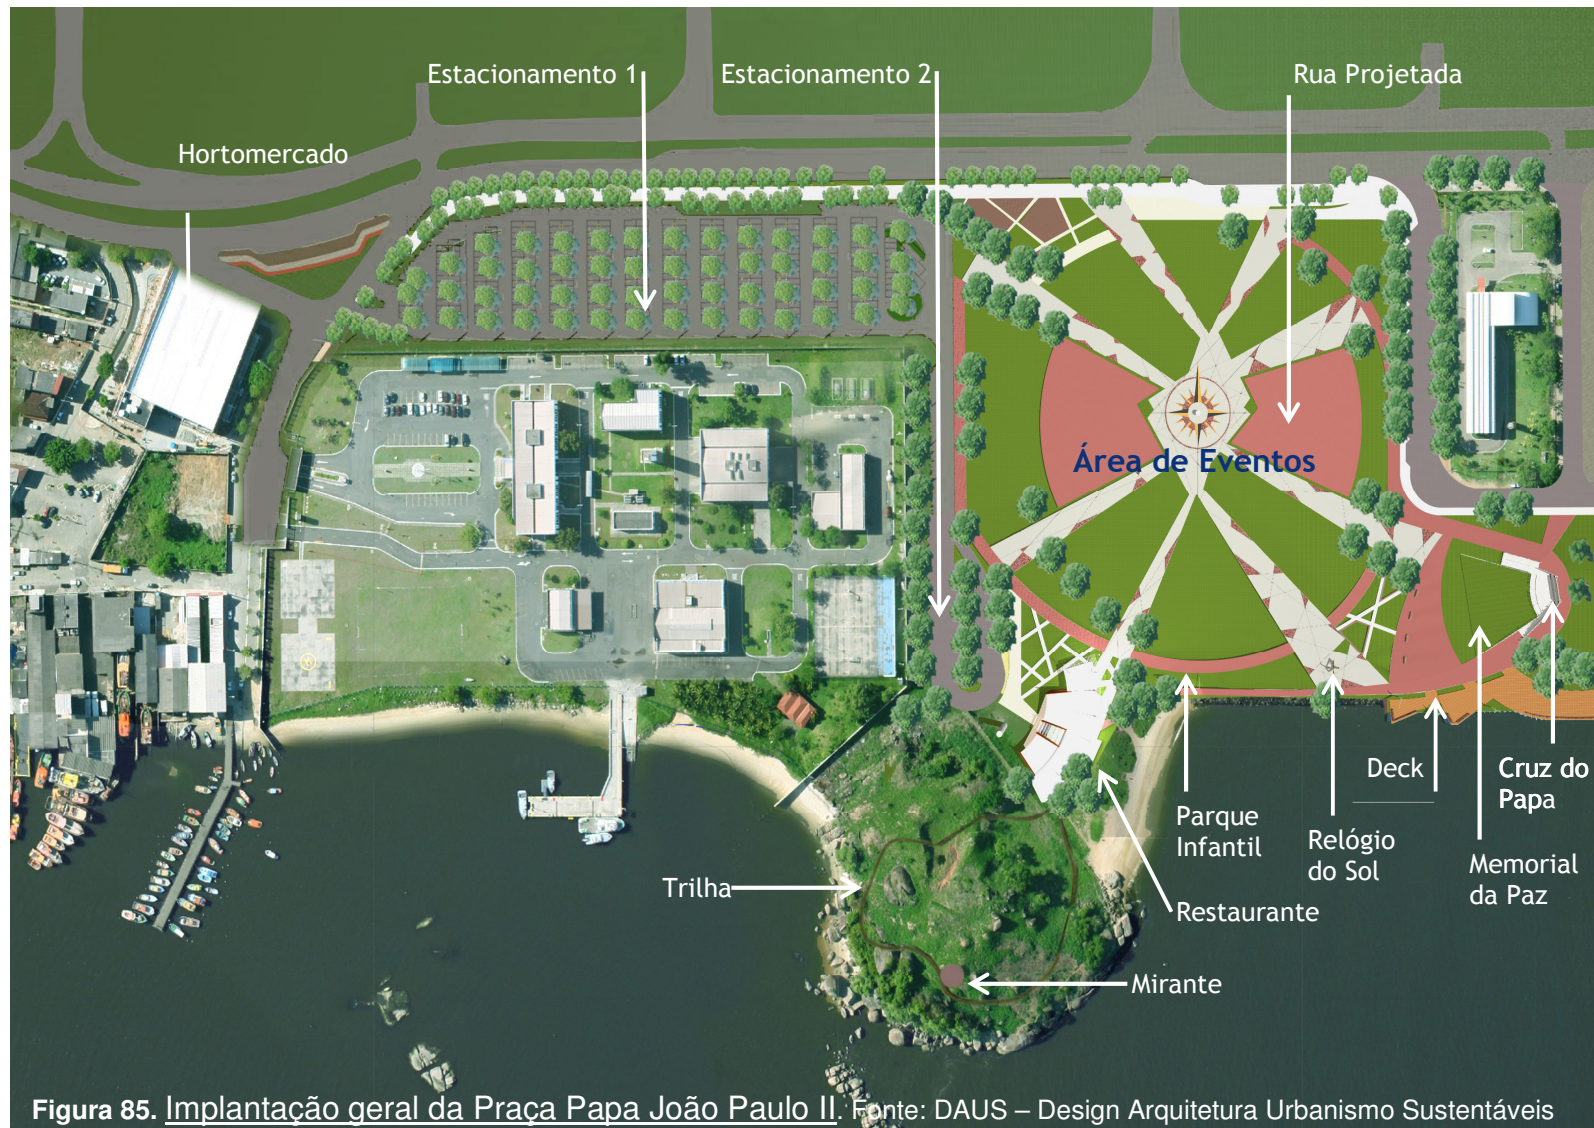 Estacionamento 1
Estacionamento 2
Rua Projetada
Hortomercado
Área de Eventos
Deck
Cruz do
Papa
Parque
Infantil
Relógio
do Sol
Memorial
da Paz
Trilha
Restaurante
Mirante
Figura 85. Implantação geral da Praça Papa João Paulo II. Fonte: DAUS – Design Arquitetura Urbanismo Sustentáveis